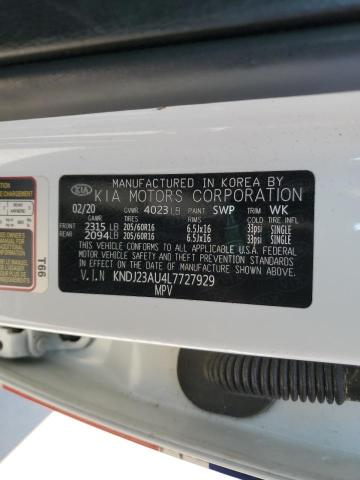 MANUFACTURED IN KOREA BY
KIA KIA MOTORS CORPORATION
02/20 GVWR 4023 LB PAINT SWP TRIM WK
GAWR TIRES RIMS COLD TIRE INFL.
FRONT 2315 LB 205/60R16 6.5Jx16 33psi SINGLE
REAR 2094 LB 205/60R16 6.5Jx16 33psi SINGLE
THIS VEHICLE CONFORMS TO ALL APPLICABLE U.S.A. FEDERAL
MOTOR VEHICLE SAFETY, BUMPER, AND THEFT PREVENTION
STANDARDS IN EFFECT ON THE DATE OF MANUFACTURE SHOWN
ABOVE.
V.I.N KNDJ23AU4L7727929
MPV
T66